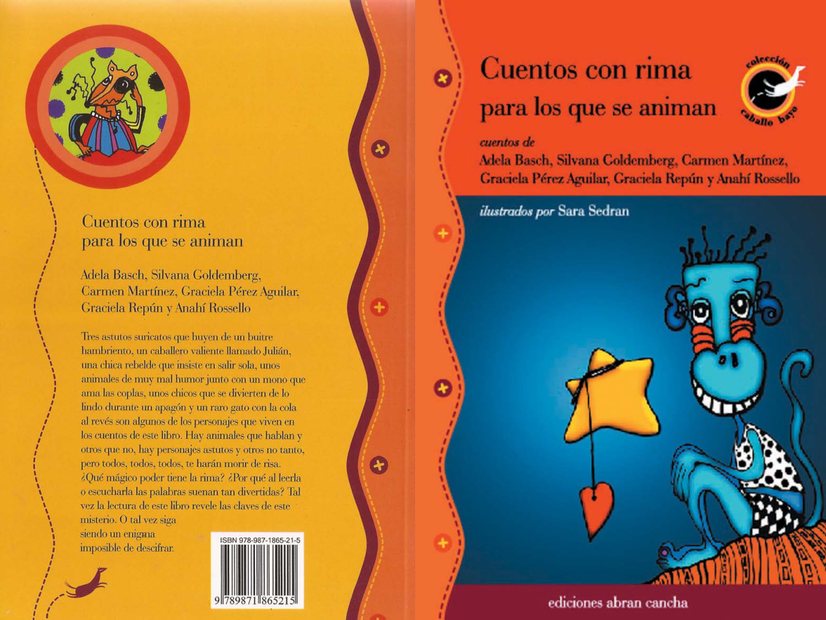 Cuentos con rima
para los que se animan
Adela Basch, Silvana Goldemberg,
Carmen Martínez, Graciela Pérez Aguilar,
Graciela Repún y Anahí Rossello
Tres astutos suricatos que huyen de un buitre
hambriento, un caballero valiente llamado Julián,
una chica rebelde que insiste en salir sola, unos
animales de muy mal humor junto con un mono que
ama las coplas, unos chicos que se divierten de lo
lindo durante un apagón y un raro gato con la cola
al revés son algunos de los personajes que viven en
los cuentos de este libro. Hay animales que hablan y
otros que no, hay personajes astutos y otros no tanto,
pero todos, todos, todos, te harán morir de risa.
¿Qué mágico poder tiene la rima? ¿Por qué al leerla
o escucharla las palabras suenan tan divertidas? Tal
vez la lectura de este libro revele las claves de este
misterio. O tal vez siga
siendo un enigma
imposible de descifrar.
ISBN 978-987-1865-21-5
9 789871 865215
Cuentos con rima
para los que se animan
colección
caballo bayo
cuentos de
Adela Basch, Silvana Goldemberg, Carmen Martínez,
Graciela Pérez Aguilar, Graciela Repún y Anahí Rossello
ilustrados por Sara Sedran
ediciones abran cancha